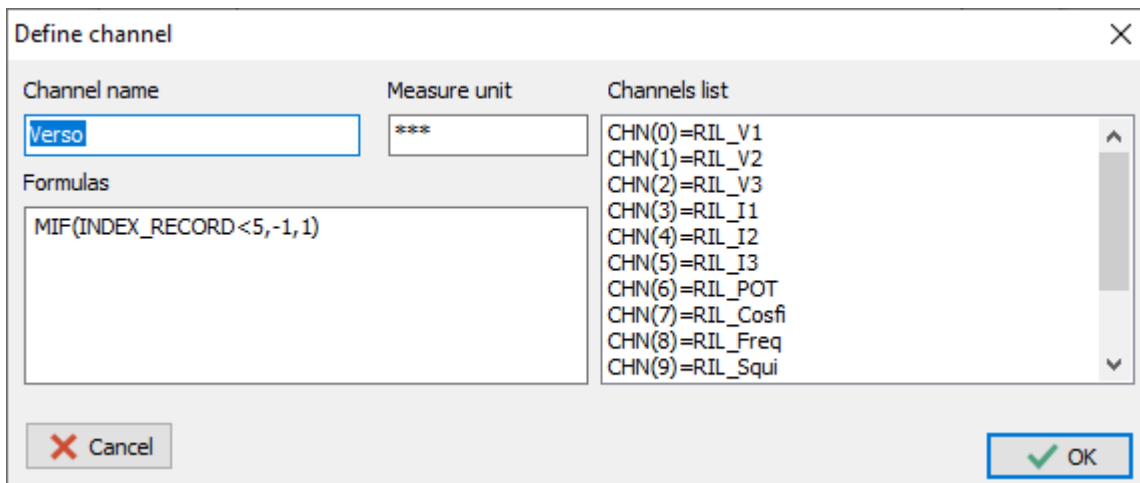 Define channel
Channel name
Measure unit
Channels list
Verso
***
Formulas
MIF(INDEX_RECORD<5,-1,1)
CHN(0)=RIL_V1
CHN(1)=RIL_V2
CHN(2)=RIL_V3
CHN(3)=RIL_I1
CHN(4)=RIL_I2
CHN(5)=RIL_I3
CHN(6)=RIL_POT
CHN(7)=RIL_Cosfi
CHN(8)=RIL_Freq
CHN(9)=RIL_Squi
Cancel
OK